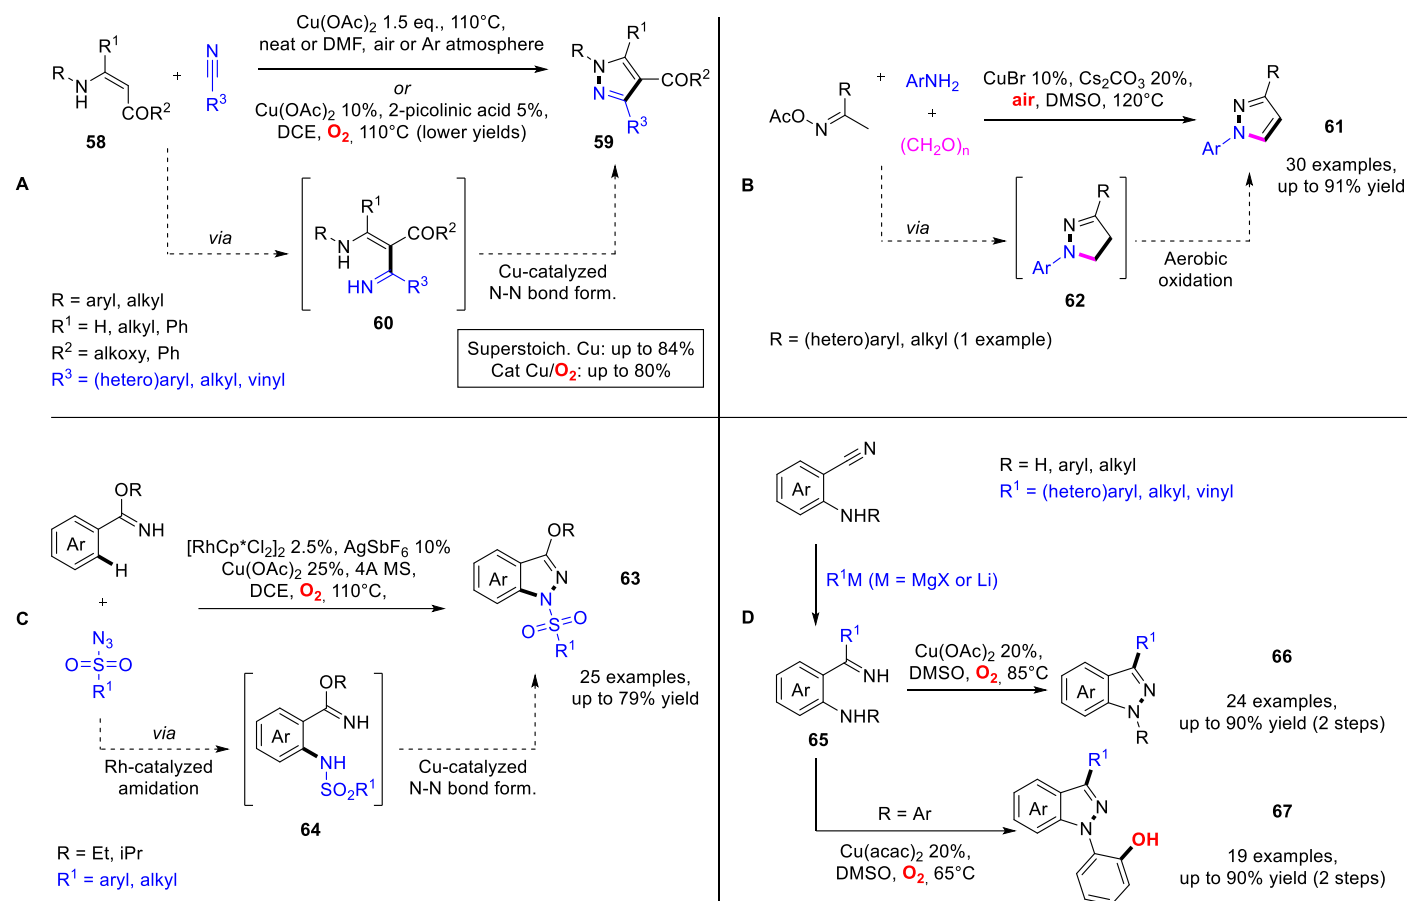 A
R
N
H
R¹
COR²
58
+
N
R³
Cu(OAc)₂ 1.5 eq., 110°C,
neat or DMF, air or Ar atmosphere
or
Cu(OAc)₂ 10%, 2-picolinic acid 5%,
DCE, O₂, 110°C (lower yields)
R
N
N
R¹
COR²
R³
59
via
R
N
H
R¹
COR²
HN
R³
60
Cu-catalyzed
N-N bond form.
R = aryl, alkyl
R¹ = H, alkyl, Ph
R² = alkoxy, Ph
R³ = (hetero)aryl, alkyl, vinyl
Superstoich. Cu: up to 84%
Cat Cu/O₂: up to 80%
B
AcO
N
R
+
ArNH₂
+
(CH₂O)ₙ
CuBr 10%, Cs₂CO₃ 20%,
air, DMSO, 120°C
R
N
N
Ar
61
30 examples,
up to 91% yield
via
R
N
N
Ar
62
Aerobic
oxidation
R = (hetero)aryl, alkyl (1 example)
C
OR
NH
Ar
H
+
N₃
O=S=O
R¹
[RhCp*Cl₂]₂ 2.5%, AgSbF₆ 10%
Cu(OAc)₂ 25%, 4A MS,
DCE, O₂, 110°C,
OR
Ar
N
N
O=S=O
R¹
63
25 examples,
up to 79% yield
via
Rh-catalyzed
amidation
OR
NH
Ar
NH
SO₂R¹
64
Cu-catalyzed
N-N bond form.
R = Et, iPr
R¹ = aryl, alkyl
D
N
Ar
NHR
R = H, aryl, alkyl
R¹ = (hetero)aryl, alkyl, vinyl
R¹M (M = MgX or Li)
R¹
NH
Ar
NHR
65
Cu(OAc)₂ 20%,
DMSO, O₂, 85°C
R¹
Ar
N
N
R
66
24 examples,
up to 90% yield (2 steps)
R = Ar
Cu(acac)₂ 20%,
DMSO, O₂, 65°C
R¹
Ar
N
N
OH
67
19 examples,
up to 90% yield (2 steps)